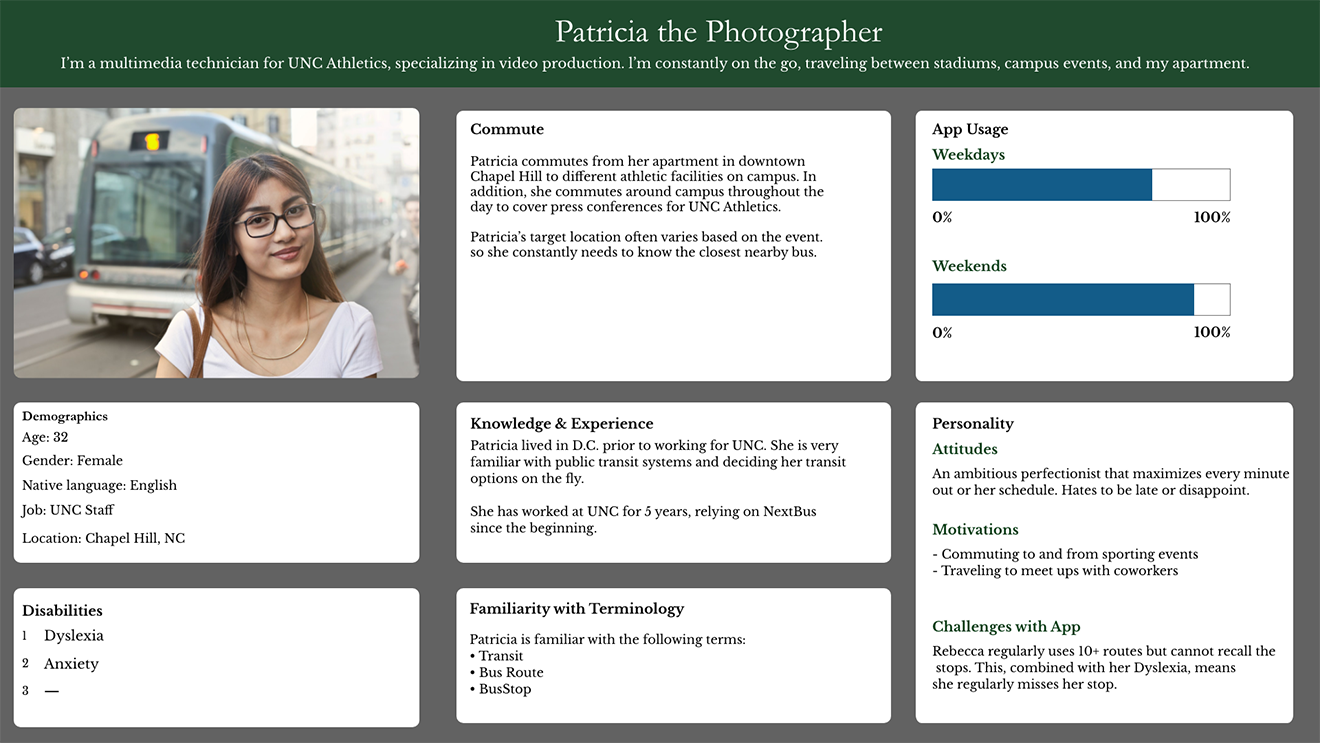 Patricia the Photographer
I'm a multimedia technician for UNC Athletics, specializing in video production. I'm constantly on the go, traveling between stadiums, campus events, and my apartment.
Commute
Patricia commutes from her apartment in downtown
Chapel Hill to different athletic facilities on campus. In
addition, she commutes around campus throughout the
day to cover press conferences for UNC Athletics.
Patricia's target location often varies based on the event.
so she constantly needs to know the closest nearby bus.
App Usage
Weekdays
0% 100%
Weekends
0% 100%
Demographics
Age: 32
Gender: Female
Native language: English
Job: UNC Staff
Location: Chapel Hill, NC
Knowledge & Experience
Patricia lived in D.C. prior to working for UNC. She is very
familiar with public transit systems and deciding her transit
options on the fly.
She has worked at UNC for 5 years, relying on NextBus
since the beginning.
Personality
Attitudes
An ambitious perfectionist that maximizes every minute
out or her schedule. Hates to be late or disappoint.
Motivations
- Commuting to and from sporting events
- Traveling to meet ups with coworkers
Challenges with App
Rebecca regularly uses 10+ routes but cannot recall the
stops. This, combined with her Dyslexia, means
she regularly misses her stop.
Disabilities
1 Dyslexia
2 Anxiety
3 —
Familiarity with Terminology
Patricia is familiar with the following terms:
• Transit
• Bus Route
• BusStop